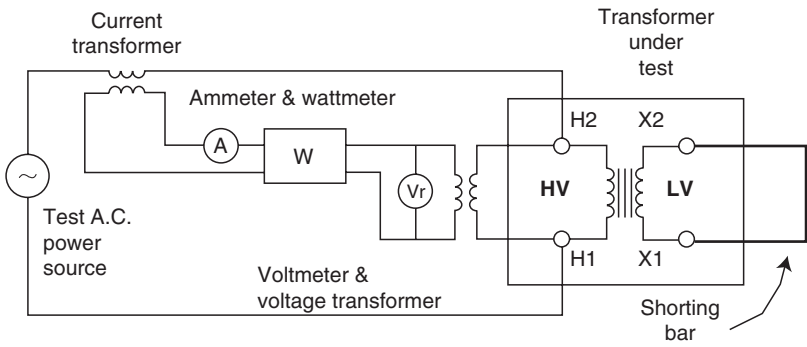 Current
transformer
Transformer
under
test
Ammeter & wattmeter
H2
X2
A
W
Vr
HV
LV
Test A.C.
power
source
H1
X1
Voltmeter &
voltage transformer
Shorting
bar